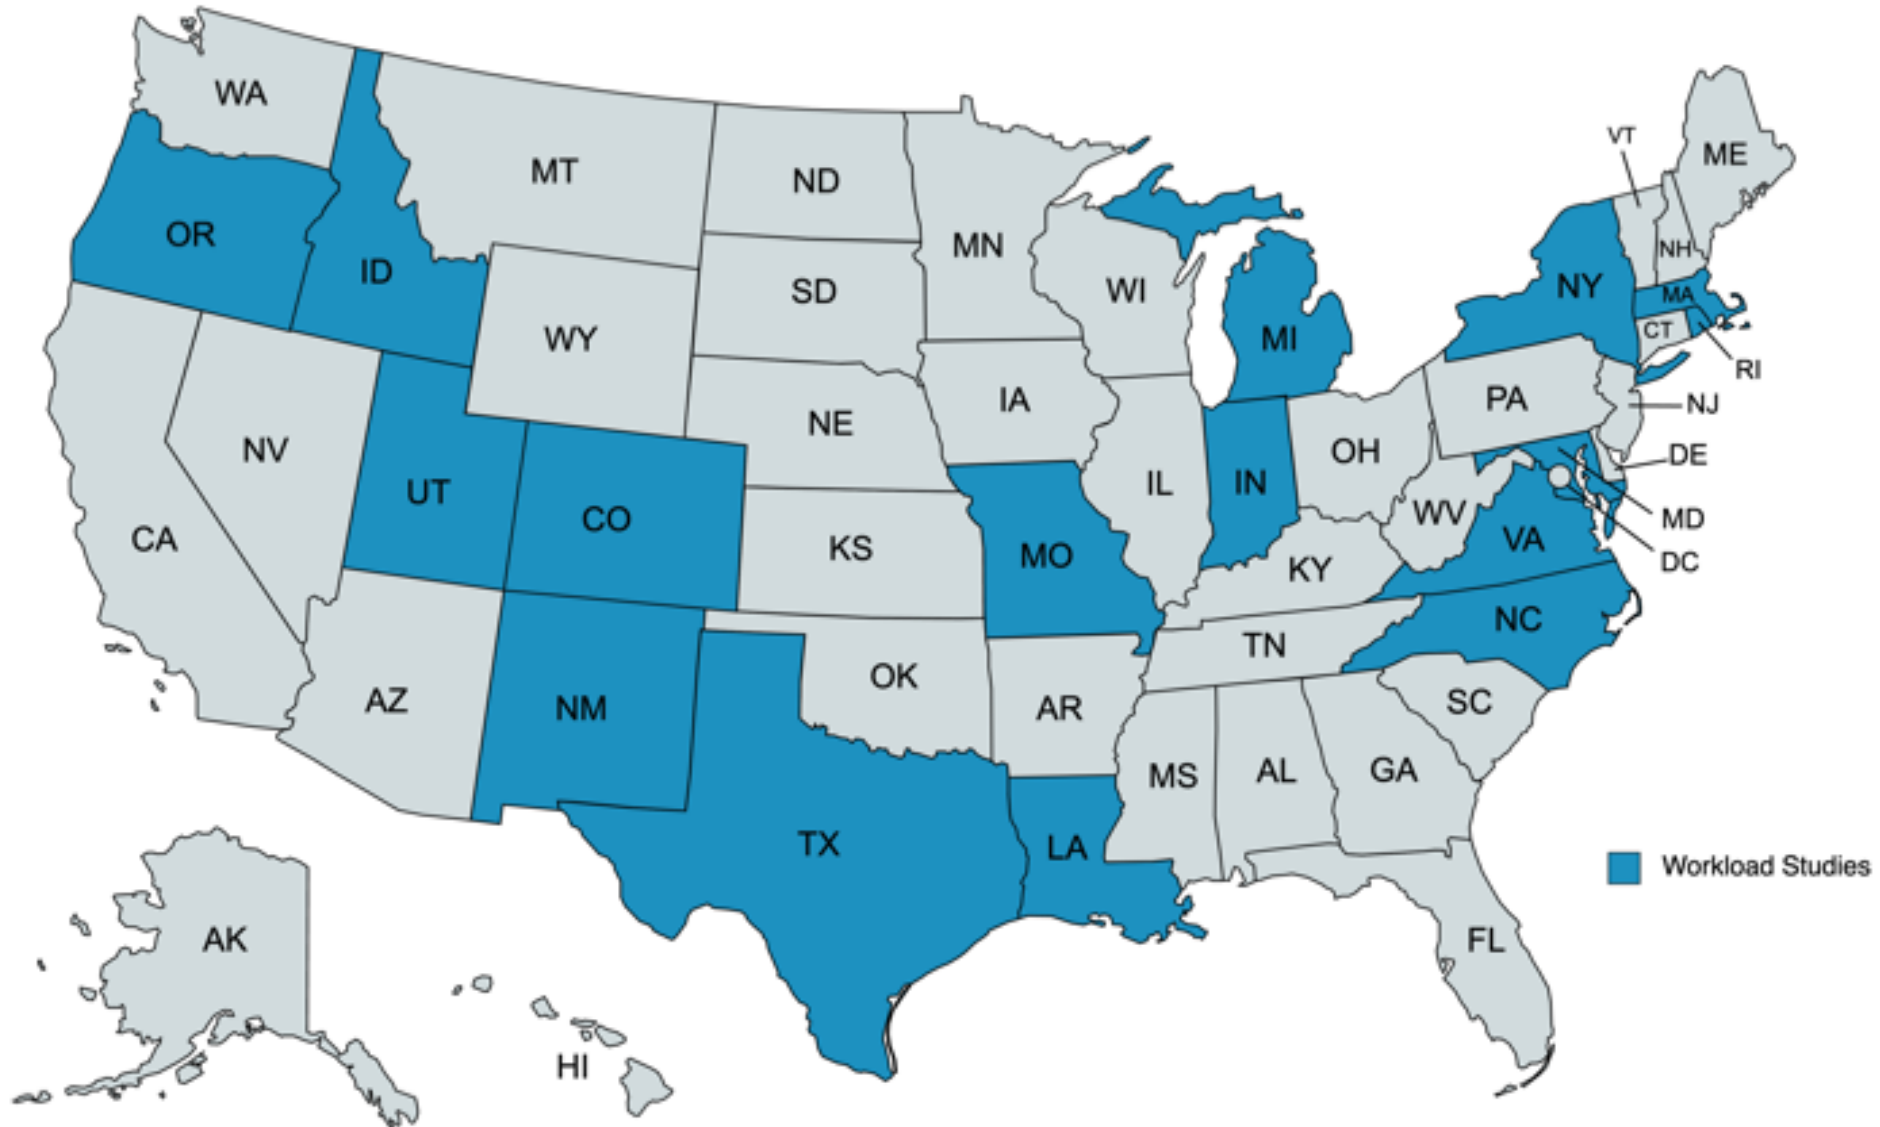 WA
MT
ND
MN
VT
ME
OR
ID
SD
WI
NH
NY
MA
WY
MI
CT
RI
IA
PA
NJ
NE
NV
UT
CO
IL
IN
OH
DE
WV
MD
CA
KS
MO
KY
VA
DC
NC
TN
AZ
NM
OK
AR
SC
MS
AL
GA
TX
LA
Workload Studies
AK
FL
HI